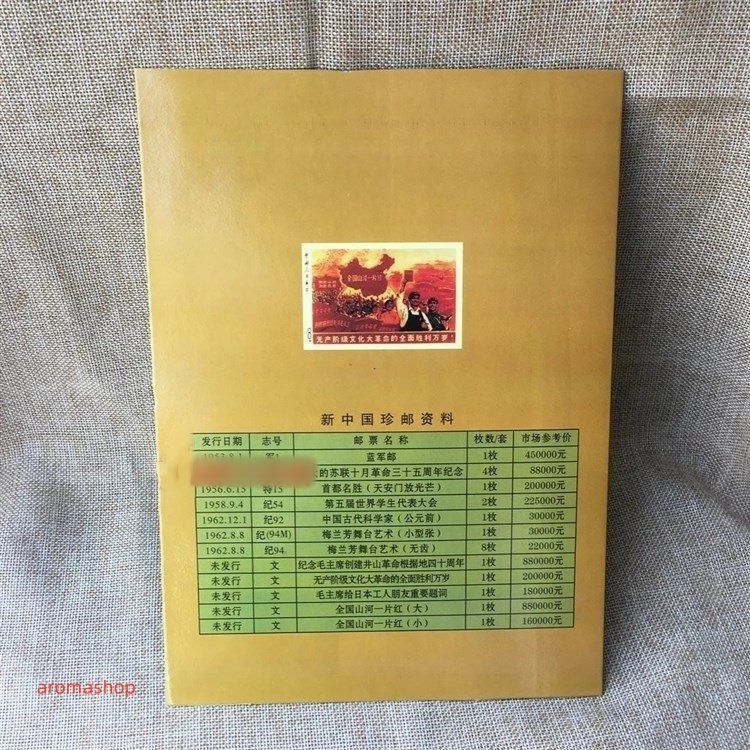 全国山河一片红
无产阶级文化大革命的全面胜利万岁！
新中国珍邮资料
发行日期 志号 邮票名称 枚数/套 市场参考价
蓝军邮 1枚 450000元
的苏联十月革命三十五周年纪念 4枚 88000元
1956.6.15 特15 首都名胜（天安门放光芒） 1枚 200000元
1958.9.4 纪54 第五届世界学生代表大会 2枚 225000元
1962.12.1 纪92 中国古代科学家（公元前） 1枚 30000元
1962.8.8 纪(94M) 梅兰芳舞台艺术（小型张） 1枚 30000元
1962.8.8 纪94 梅兰芳舞台艺术（无齿） 8枚 22000元
未发行 文 纪念毛主席创建井山革命根据地四十周年 1枚 880000元
未发行 文 无产阶级文化大革命的全面胜利万岁 1枚 200000元
未发行 文 毛主席给日本工人朋友重要题词 1枚 180000元
未发行 文 全国山河一片红（大） 1枚 880000元
未发行 文 全国山河一片红（小） 1枚 160000元
aromashop